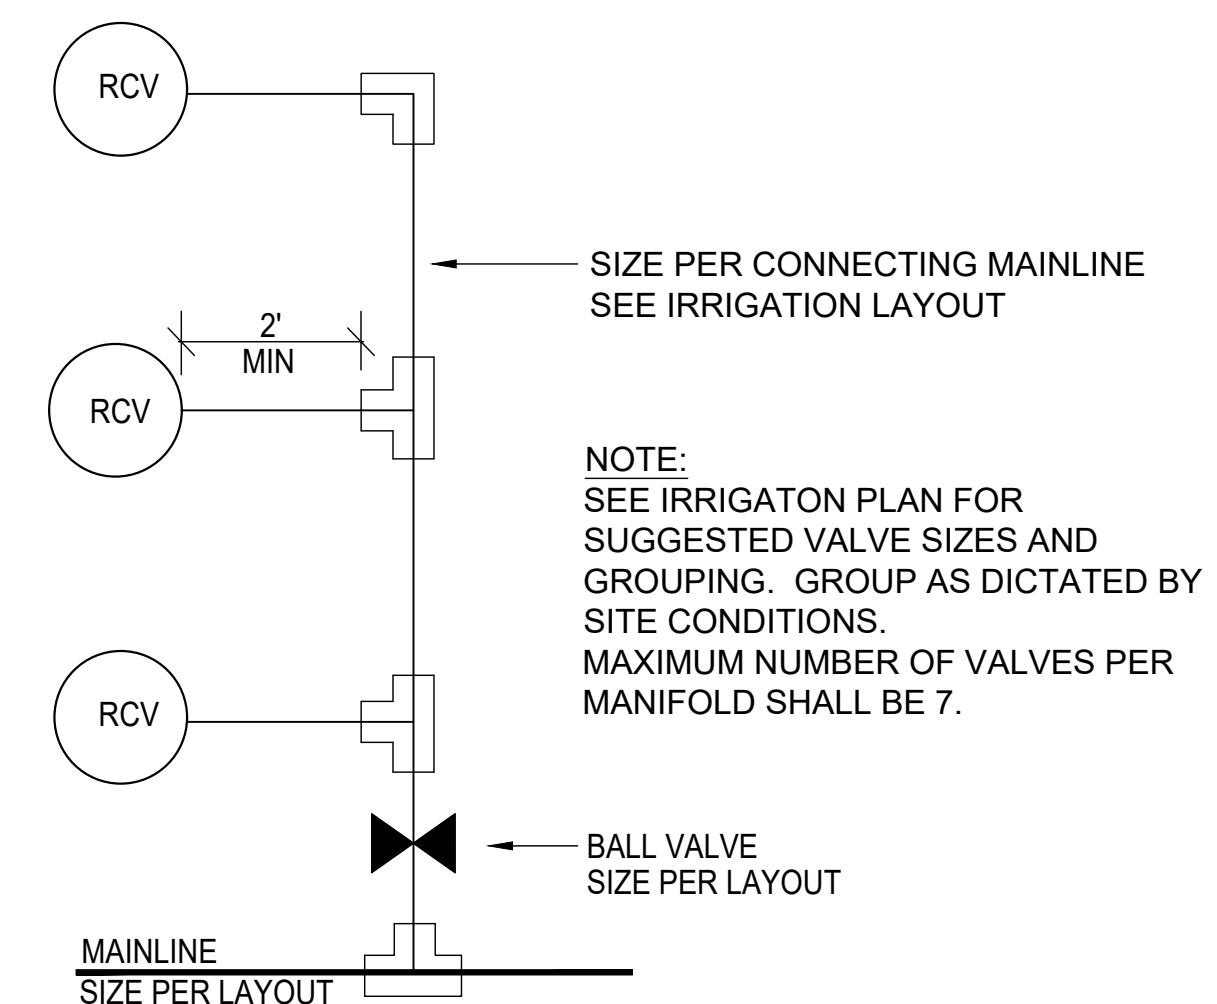 RCV
SIZE PER CONNECTING MAINLINE
SEE IRRIGATION LAYOUT
2'
MIN
RCV
NOTE:
SEE IRRIGATON PLAN FOR
SUGGESTED VALVE SIZES AND
GROUPING.  GROUP AS DICTATED BY
SITE CONDITIONS.
MAXIMUM NUMBER OF VALVES PER
MANIFOLD SHALL BE 7.
RCV
BALL VALVE
SIZE PER LAYOUT
MAINLINE
SIZE PER LAYOUT